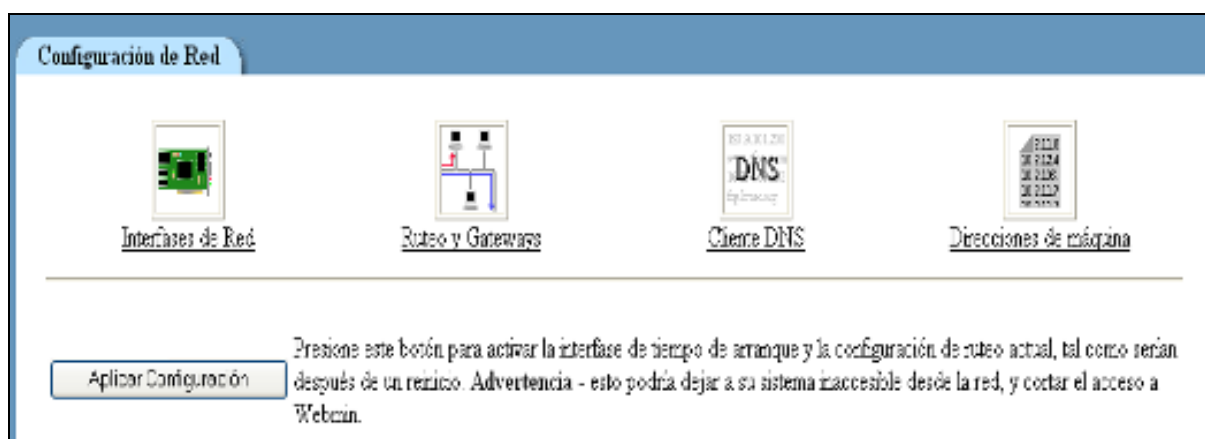 Configuración de Red
DNS
Interfases de Red
Ruteo y Gateways
Cliente DNS
Direcciones de máquina
Presione este botón para activar la interfase de tiempo de arranque y la configuración de ruteo actual, tal como serían
Aplicar Configuración
después de un reinicio. Advertencia - esto podría dejar a su sistema inaccesible desde la red, y cortar el acceso a
Webmin.